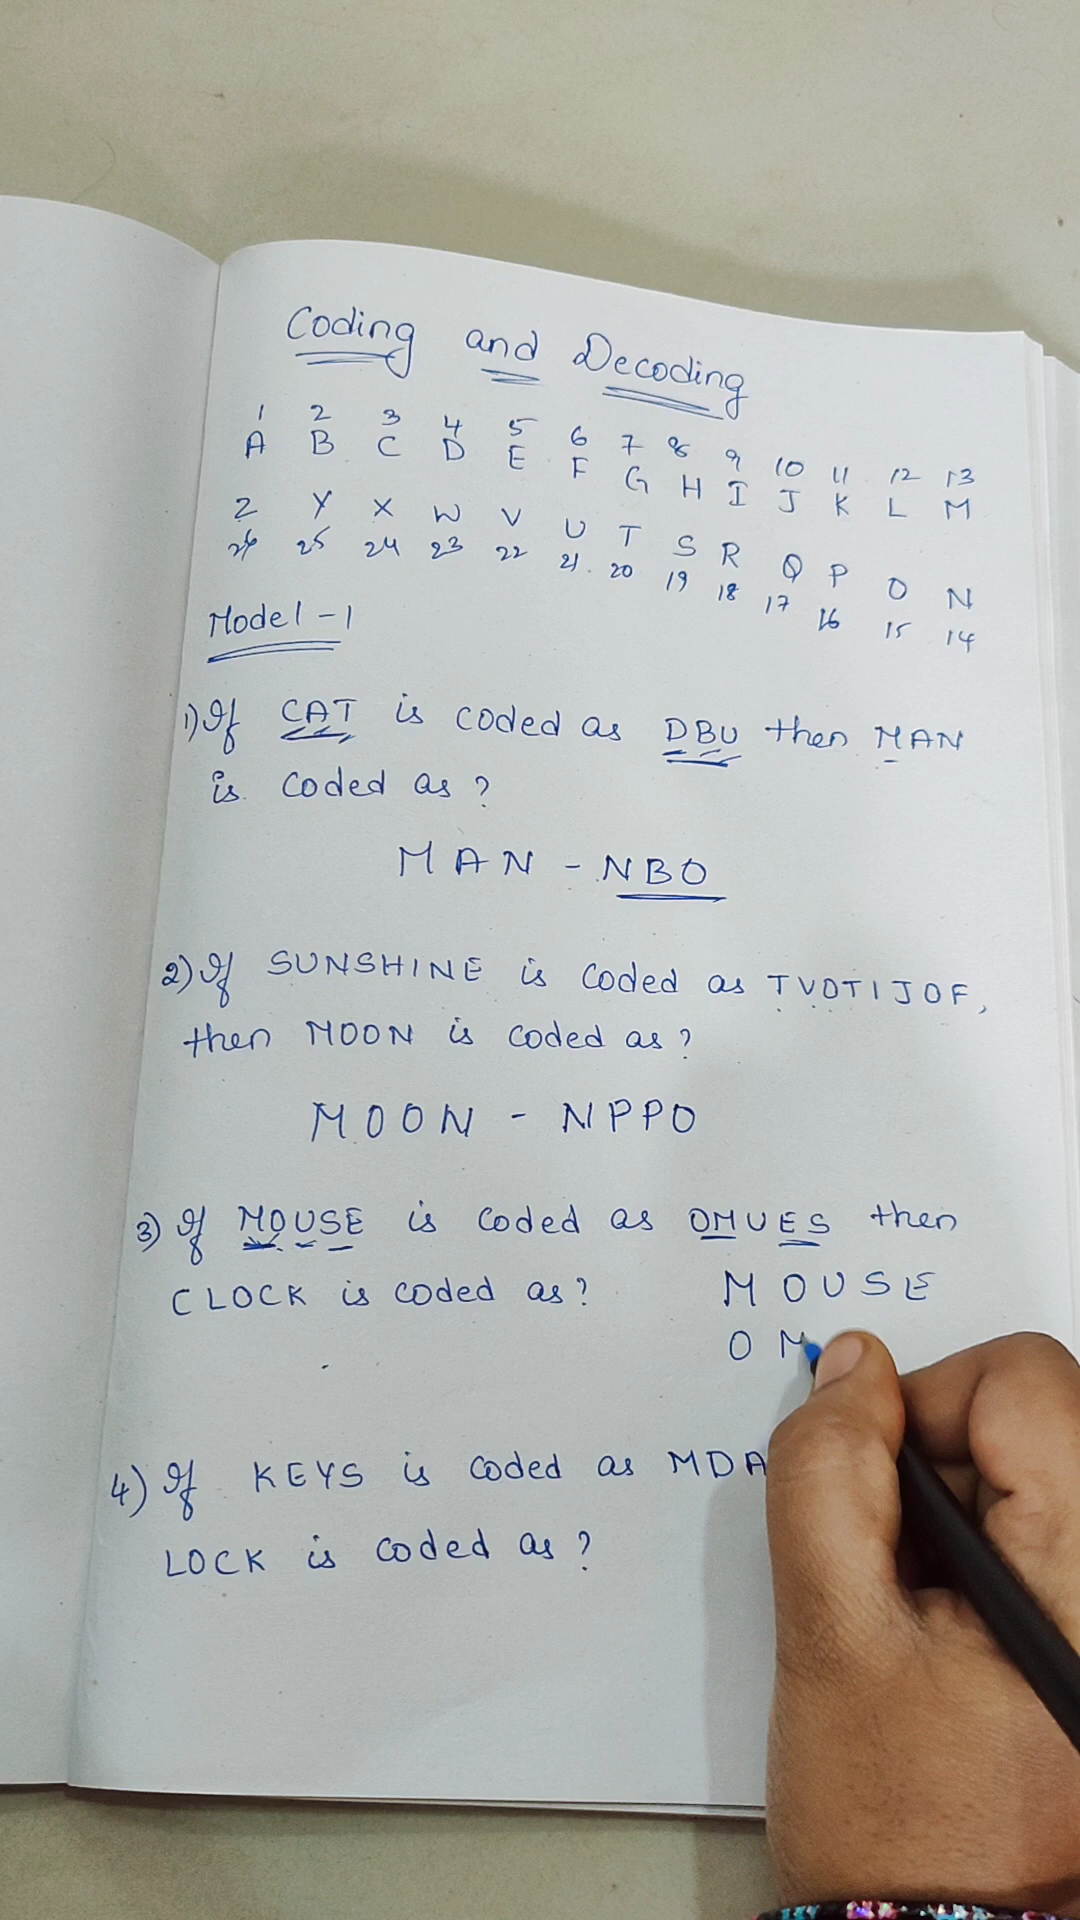 Coding and Decoding
1 2 3 4 5 6 7 8 9 10 11 12 13
A B C D E F G H I J K L M
Z Y X W V U T S R Q P O N
26 25 24 23 22 21. 20 19 18 17 16 15 14
Model-1
1) If CAT is coded as DBU then MAN
is coded as?
MAN - NBO
2) If SUNSHINE is coded as TVOTIJOF,
then MOON is coded as?
MOON - NPPO
3) If MOUSE is coded as OMUES then
CLOCK is coded as?
MOUSE
OM
4) If KEYS is coded as MDA
LOCK is coded as?